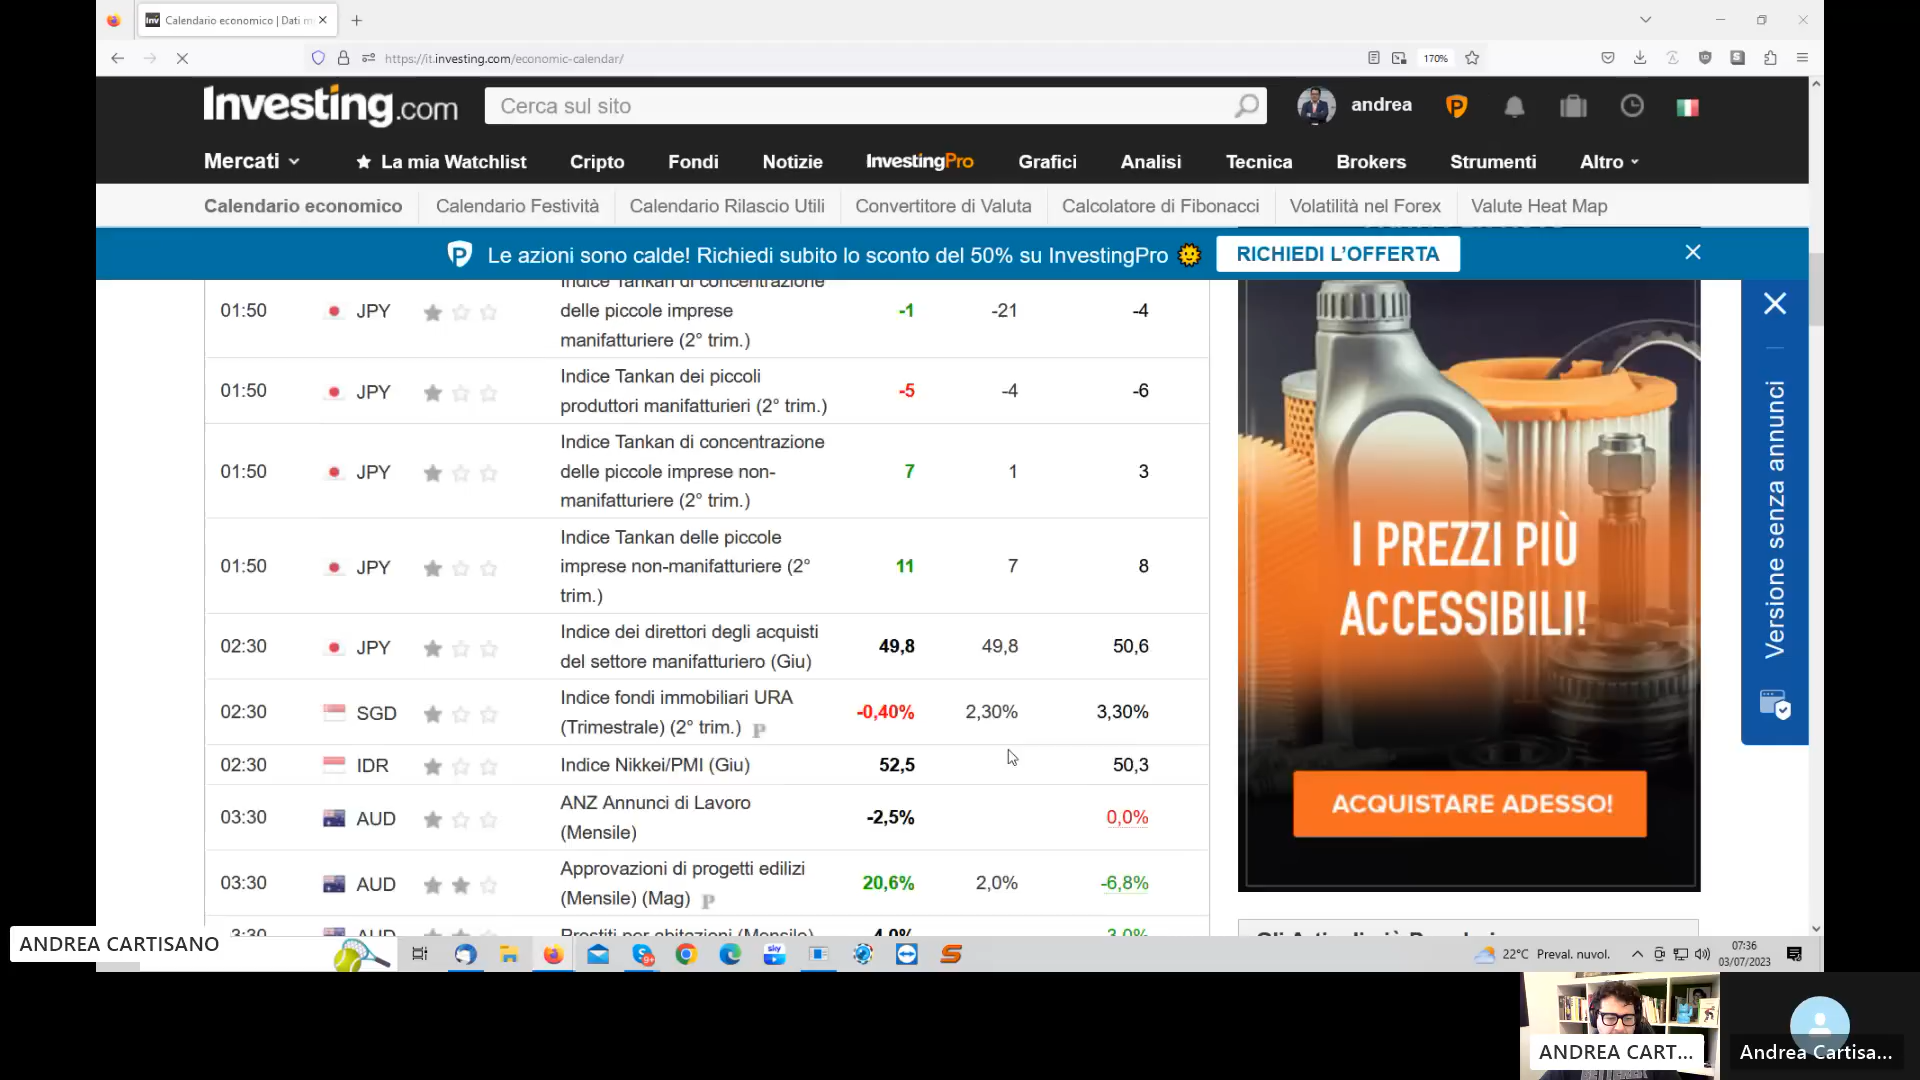 Calendario economico | Dati m
https://it.investing.com/economic-calendar/
170%
Investing.com
Cerca sul sito
andrea
Mercati
La mia Watchlist
Cripto
Fondi
Notizie
InvestingPro
Grafici
Analisi
Tecnica
Brokers
Strumenti
Altro
Calendario economico
Calendario Festività
Calendario Rilascio Utili
Convertitore di Valuta
Calcolatore di Fibonacci
Volatilità nel Forex
Valute Heat Map
Le azioni sono calde! Richiedi subito lo sconto del 50% su InvestingPro
RICHIEDI L'OFFERTA
Indice Tankan di concentrazione
01:50 JPY delle piccole imprese -1 -21 -4
manifatturiere (2° trim.)
Indice Tankan dei piccoli
01:50 JPY -5 -4 -6
produttori manifatturieri (2° trim.)
Indice Tankan di concentrazione
01:50 JPY delle piccole imprese non- 7 1 3
manifatturiere (2° trim.)
Indice Tankan delle piccole
01:50 JPY imprese non-manifatturiere (2° 11 7 8
trim.)
Indice dei direttori degli acquisti
02:30 JPY 49,8 49,8 50,6
del settore manifatturiero (Giu)
Indice fondi immobiliari URA
02:30 SGD -0,40% 2,30% 3,30%
(Trimestrale) (2° trim.)
02:30 IDR Indice Nikkei/PMI (Giu) 52,5 50,3
ANZ Annunci di Lavoro
03:30 AUD -2,5% 0,0%
(Mensile)
Approvazioni di progetti edilizi
03:30 AUD 20,6% 2,0% -6,8%
(Mensile) (Mag)
I PREZZI PIÙ
ACCESSIBILI!
ACQUISTARE ADESSO!
Versione senza annunci
ANDREA CARTISANO
sky
9+
22°C Preval. nuvol.
07:36
03/07/2023
ANDREA CART...
Andrea Cartisa...